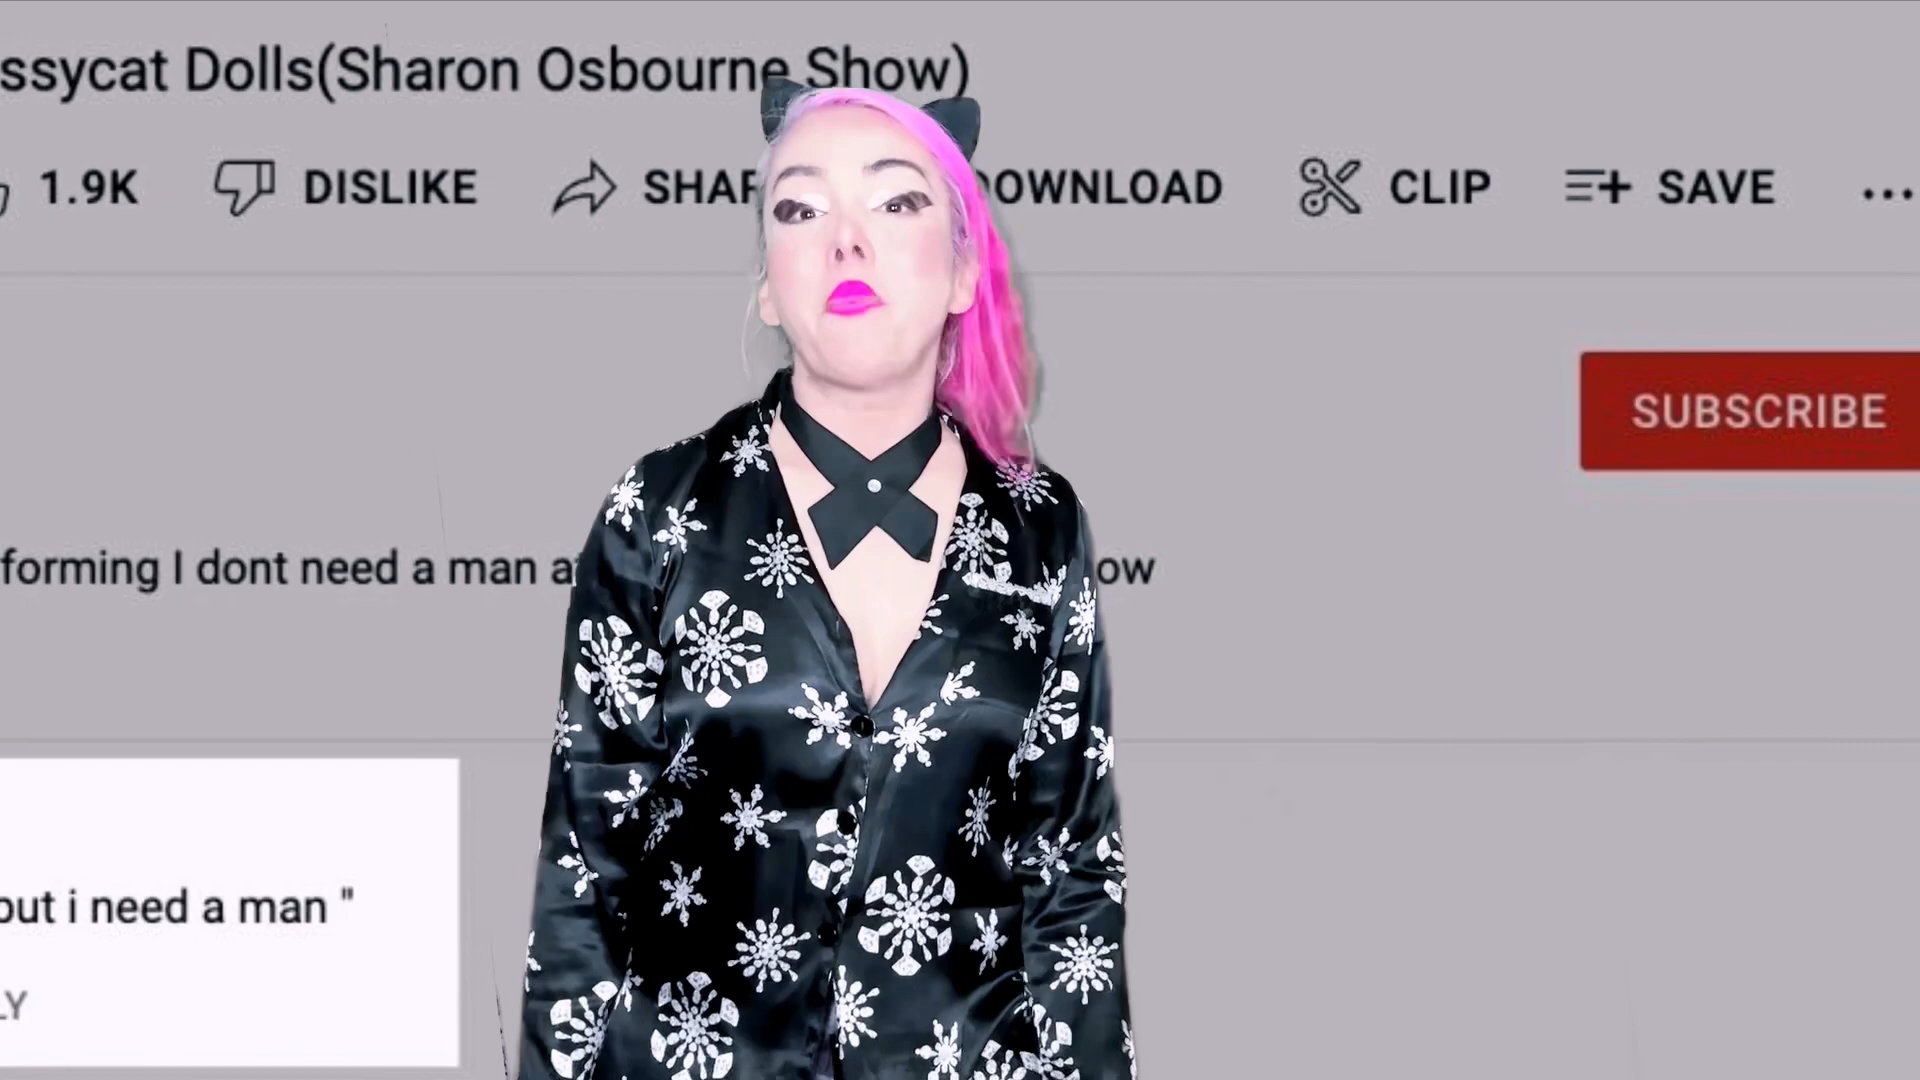 ssycat Dolls(Sharon Osbourne Show)
1.9K DISLIKE SHAR OWNLOAD CLIP SAVE ...
SUBSCRIBE
forming I dont need a man a ow
but i need a man "
LY